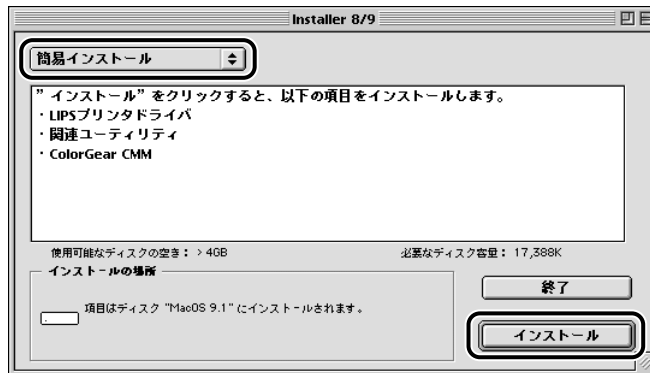 Installer 8/9
簡易インストール
”インストール”をクリックすると、以下の項目をインストールします。
・LIPSプリンタドライバ
・関連ユーティリティ
・ColorGear CMM
使用可能なディスクの空き：>4GB
必要なディスク容量：17,388K
インストールの場所
項目はディスク "MacOS 9.1" にインストールされます。
終了
インストール